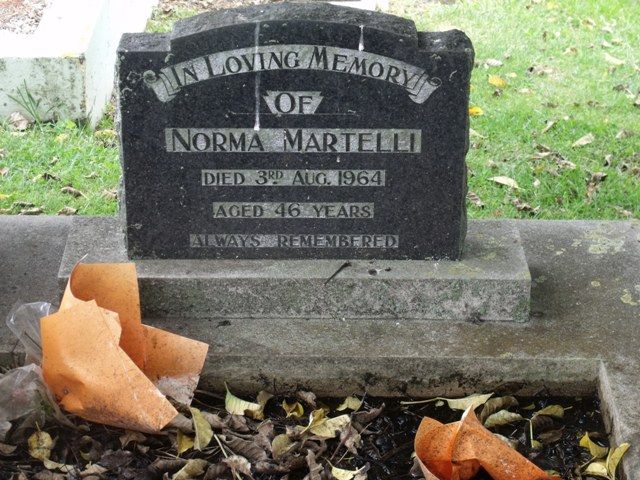 In Loving Memory
Of
Norma Martelli
Died 3rd Aug. 1964
Aged 46 Years
Always Remembered